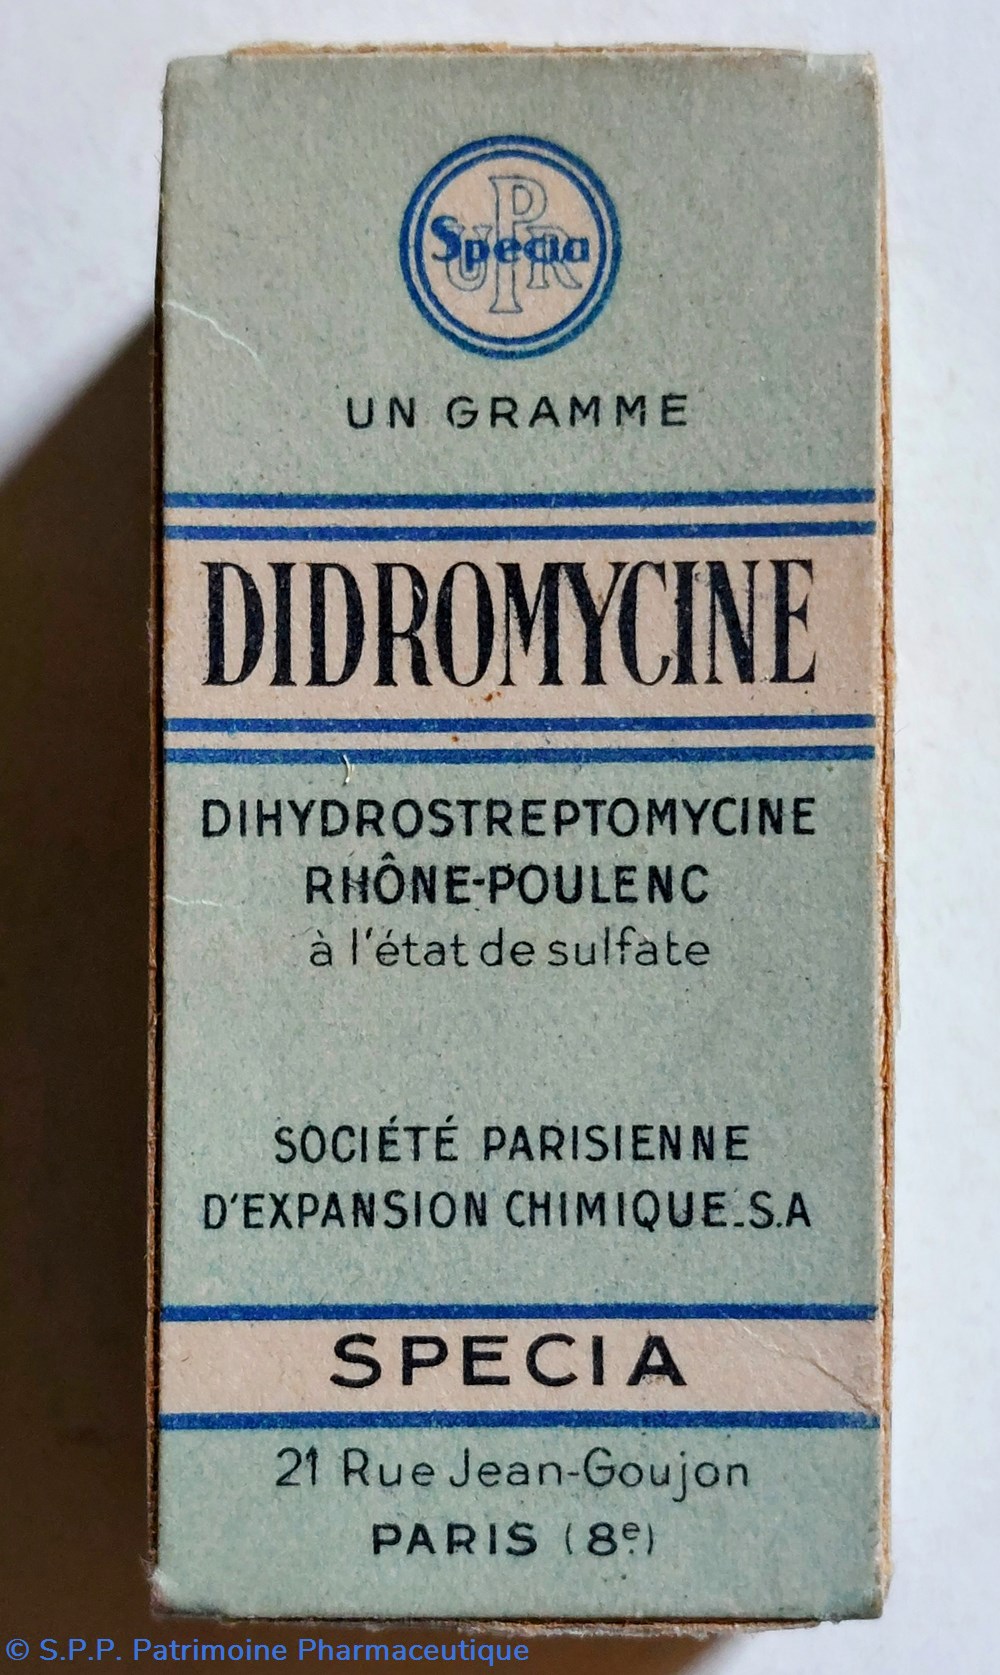 Specia
UPR
UN GRAMME
DIDROMYCINE
DIHYDROSTREPTOMYCINE
RHÔNE-POULENC
à l'état de sulfate
SOCIÉTÉ PARISIENNE
D'EXPANSION CHIMIQUE_S.A
SPECIA
21 Rue Jean-Goujon
PARIS (8e)
© S.P.P. Patrimoine Pharmaceutique